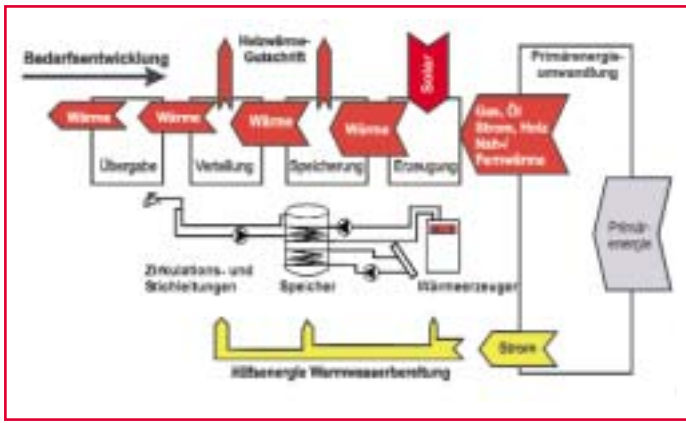 Bedarfsentwicklung
Heizwärme-
Gutschrift
Solar
Primärenergie-
umwandlung
Wärme
Wärme
Wärme
Wärme
Gas, Öl
Strom, Holz
Nah-/
Fernwärme
Übergabe
Verteilung
Speicherung
Erzeugung
Primär-
energie
Zirkulations- und
Stichleitungen
Speicher
Wärmeerzeuger
Strom
Hilfsenergie Warmwasserbereitung